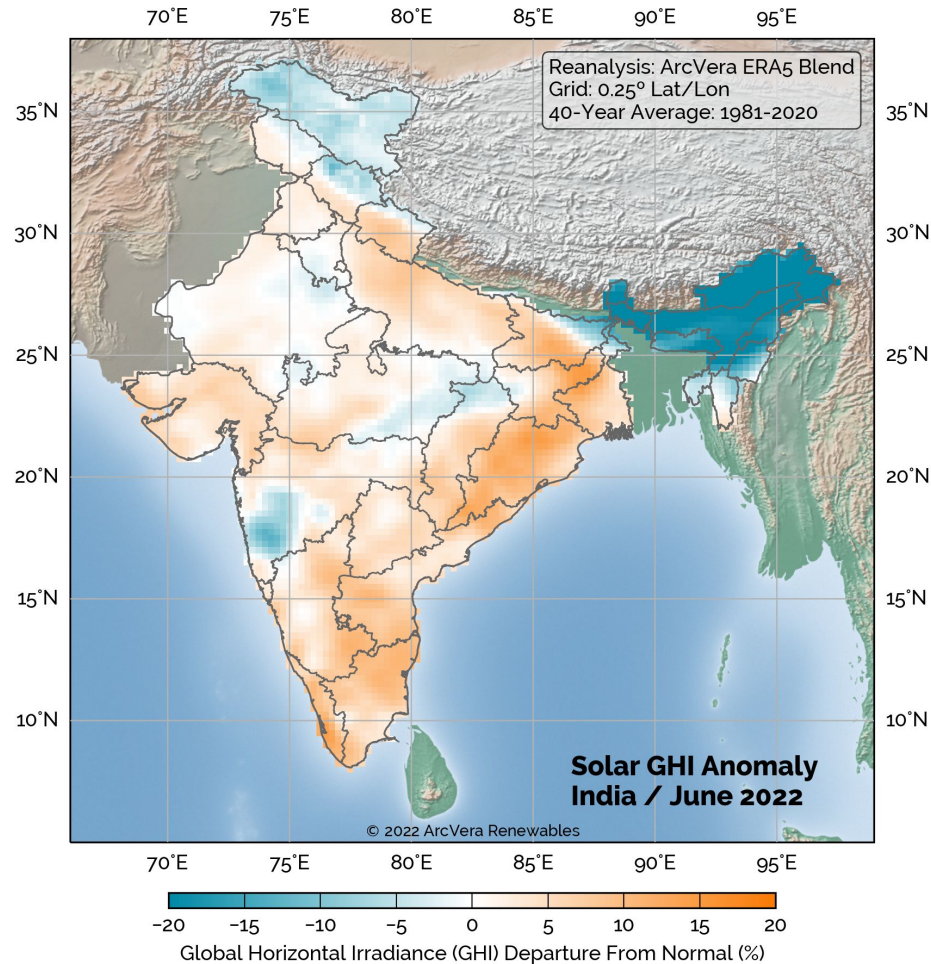 70°E 75°E 80°E 85°E 90°E 95°E
Reanalysis: ArcVera ERA5 Blend
Grid: 0.25º Lat/Lon
40-Year Average: 1981-2020
35°N 35°N
30°N 30°N
25°N 25°N
20°N 20°N
15°N 15°N
10°N 10°N
Solar GHI Anomaly
India / June 2022
© 2022 ArcVera Renewables
70°E 75°E 80°E 85°E 90°E 95°E
−20 −15 −10 −5 0 5 10 15 20
Global Horizontal Irradiance (GHI) Departure From Normal (%)